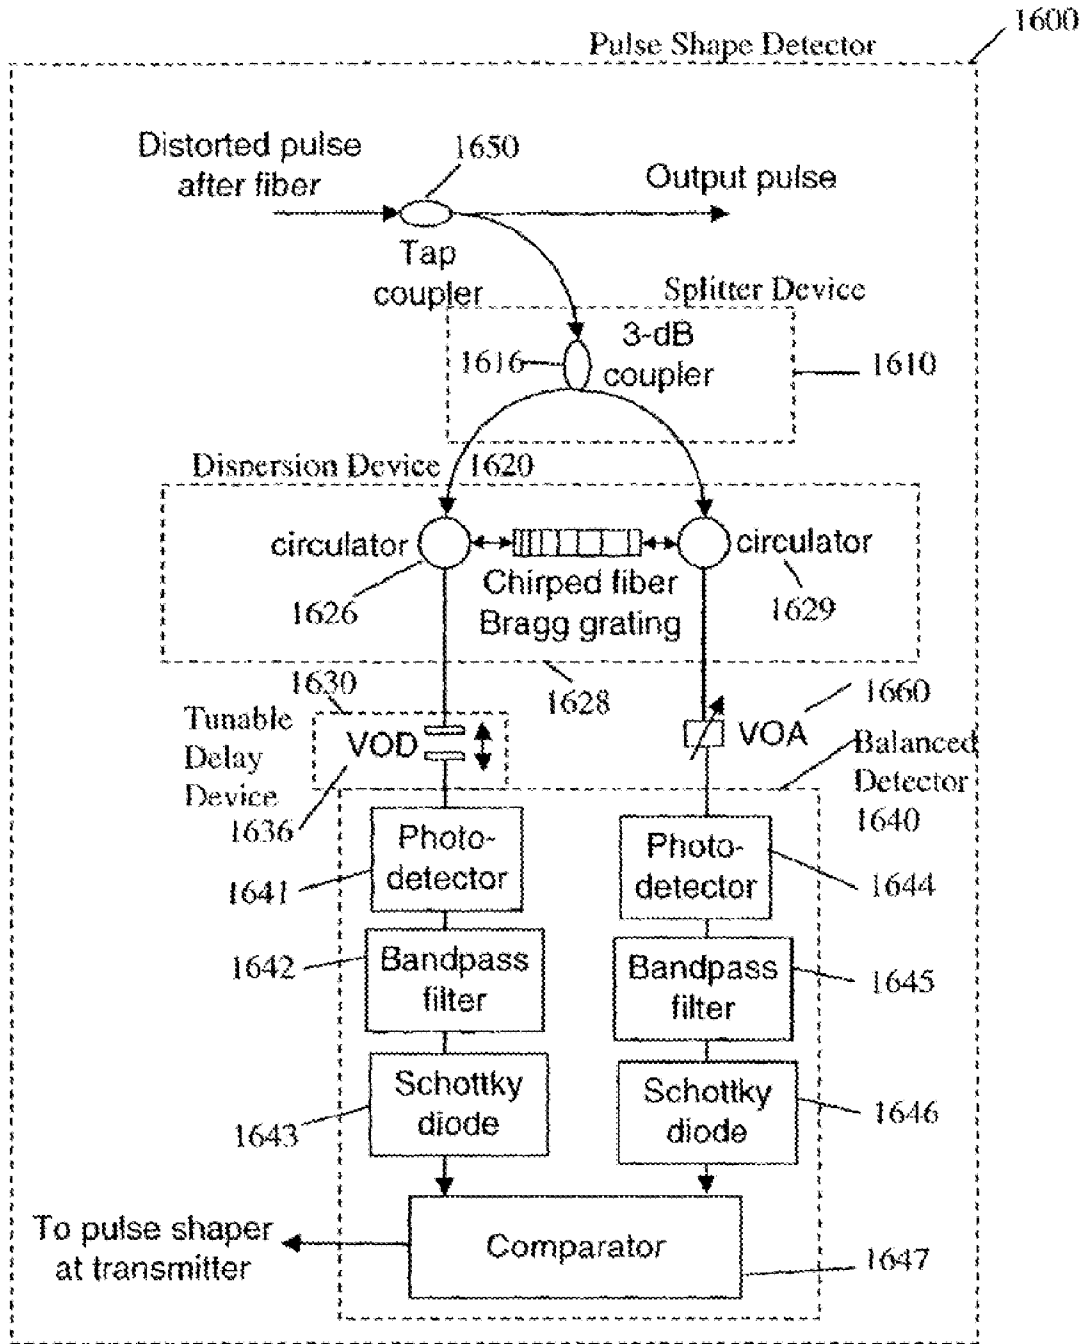 1600
Pulse Shape Detector
Distorted pulse
after fiber
1650
Output pulse
Tap
coupler
Splitter Device
3-dB
coupler
1616
1610
Disnersion Device
1620
circulator
circulator
Chirped fiber
Bragg grating
1626
1629
1628
1630
Tunable
Delay
Device
VOD
1636
1660
VOA
Balanced
Detector
1640
Photo-
detector
1641
Photo-
detector
1644
1642
Bandpass
filter
Bandpass
filter
1645
Schottky
diode
1643
Schottky
diode
1646
To pulse shaper
at transmitter
Comparator
1647